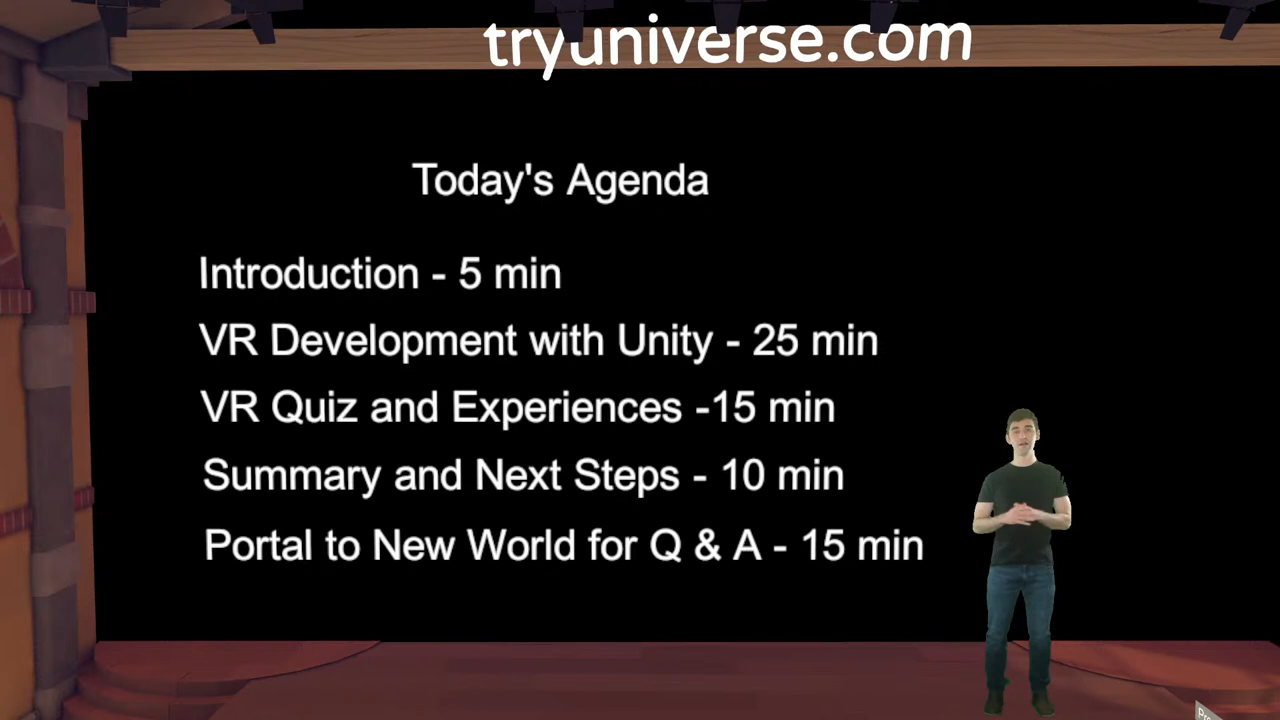 tryuniverse.com
Today's Agenda
Introduction - 5 min
VR Development with Unity - 25 min
VR Quiz and Experiences -15 min
Summary and Next Steps - 10 min
Portal to New World for Q & A - 15 min